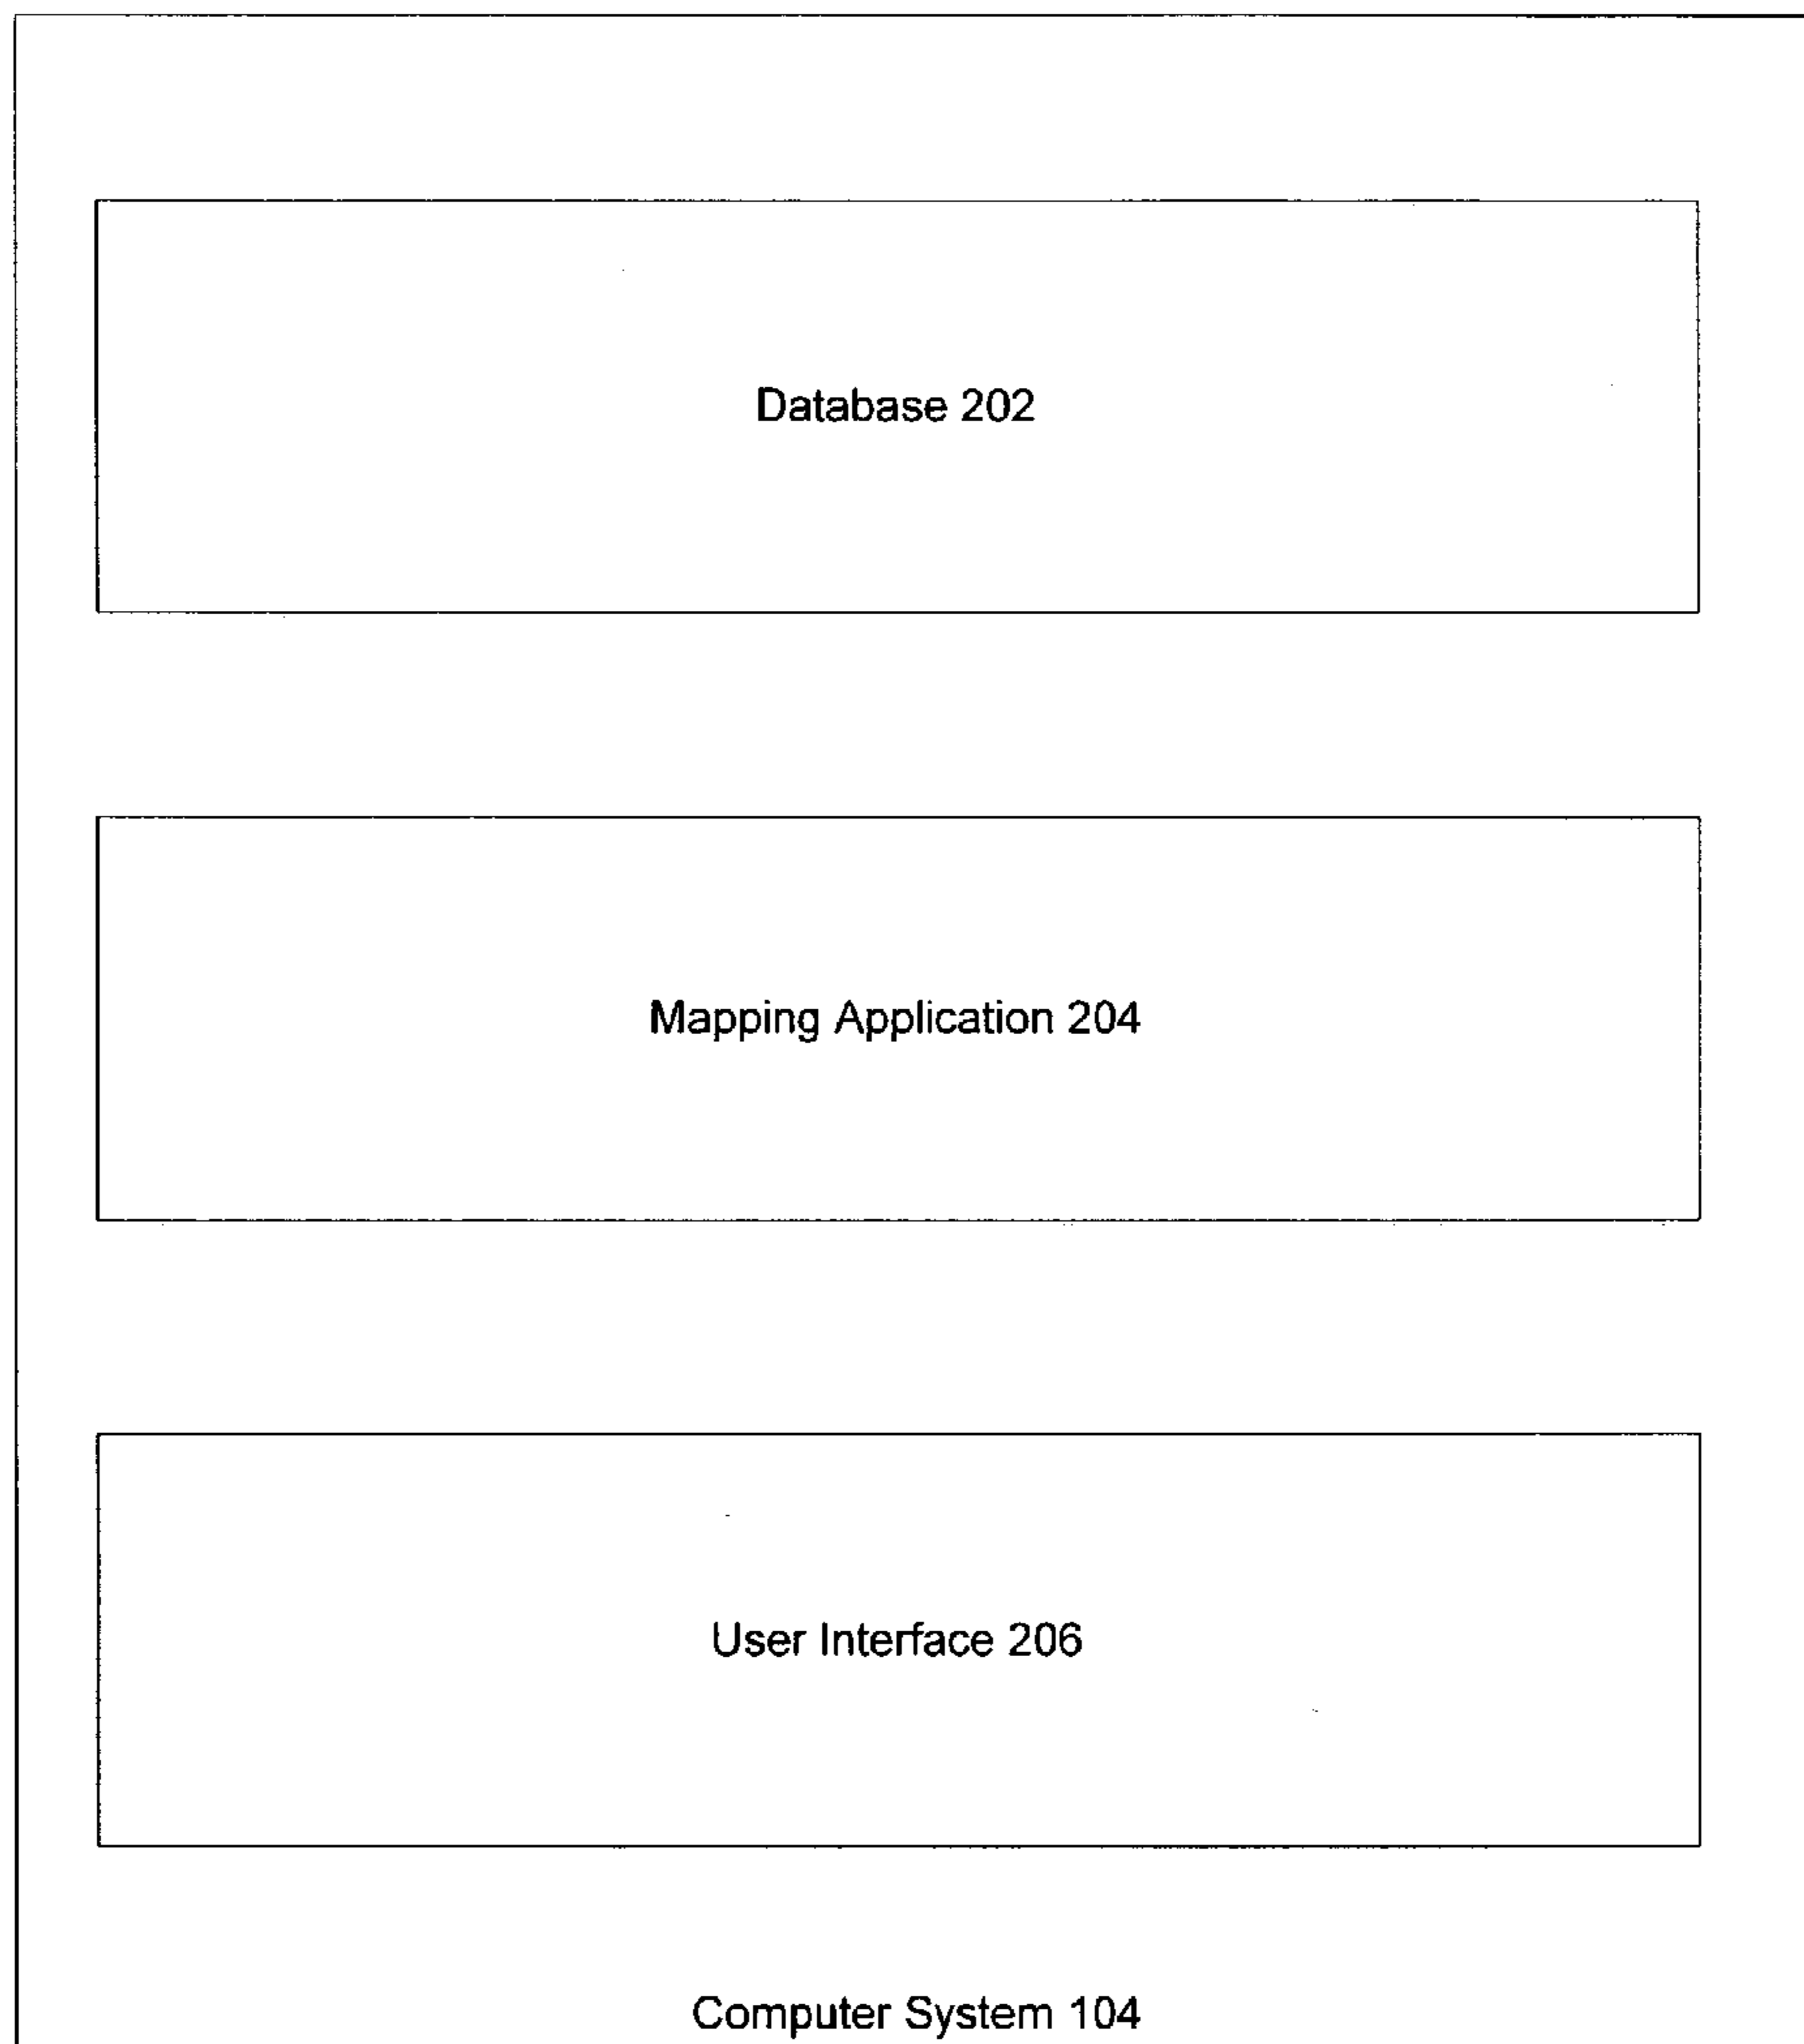 Database 202
Mapping Application 204
User Interface 206
Computer System 104